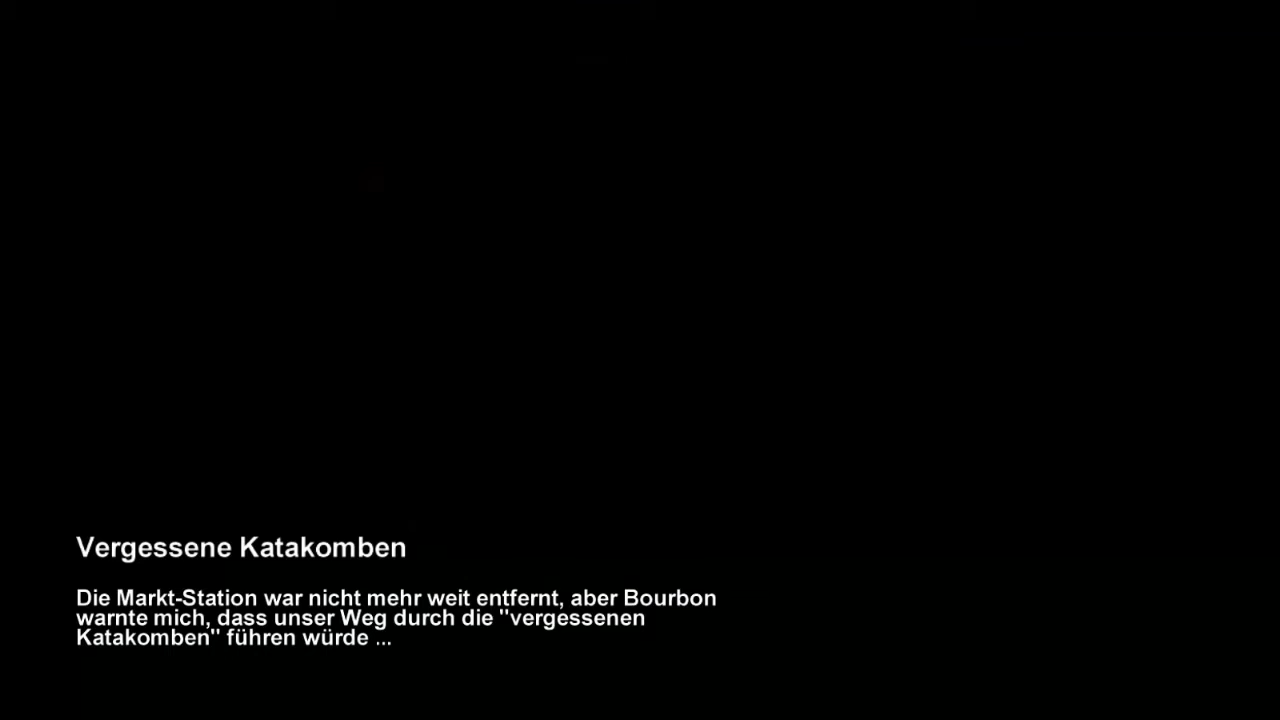 Vergessene Katakomben
Die Markt-Station war nicht mehr weit entfernt, aber Bourbon
warnte mich, dass unser Weg durch die "vergessenen
Katakomben" führen würde ...